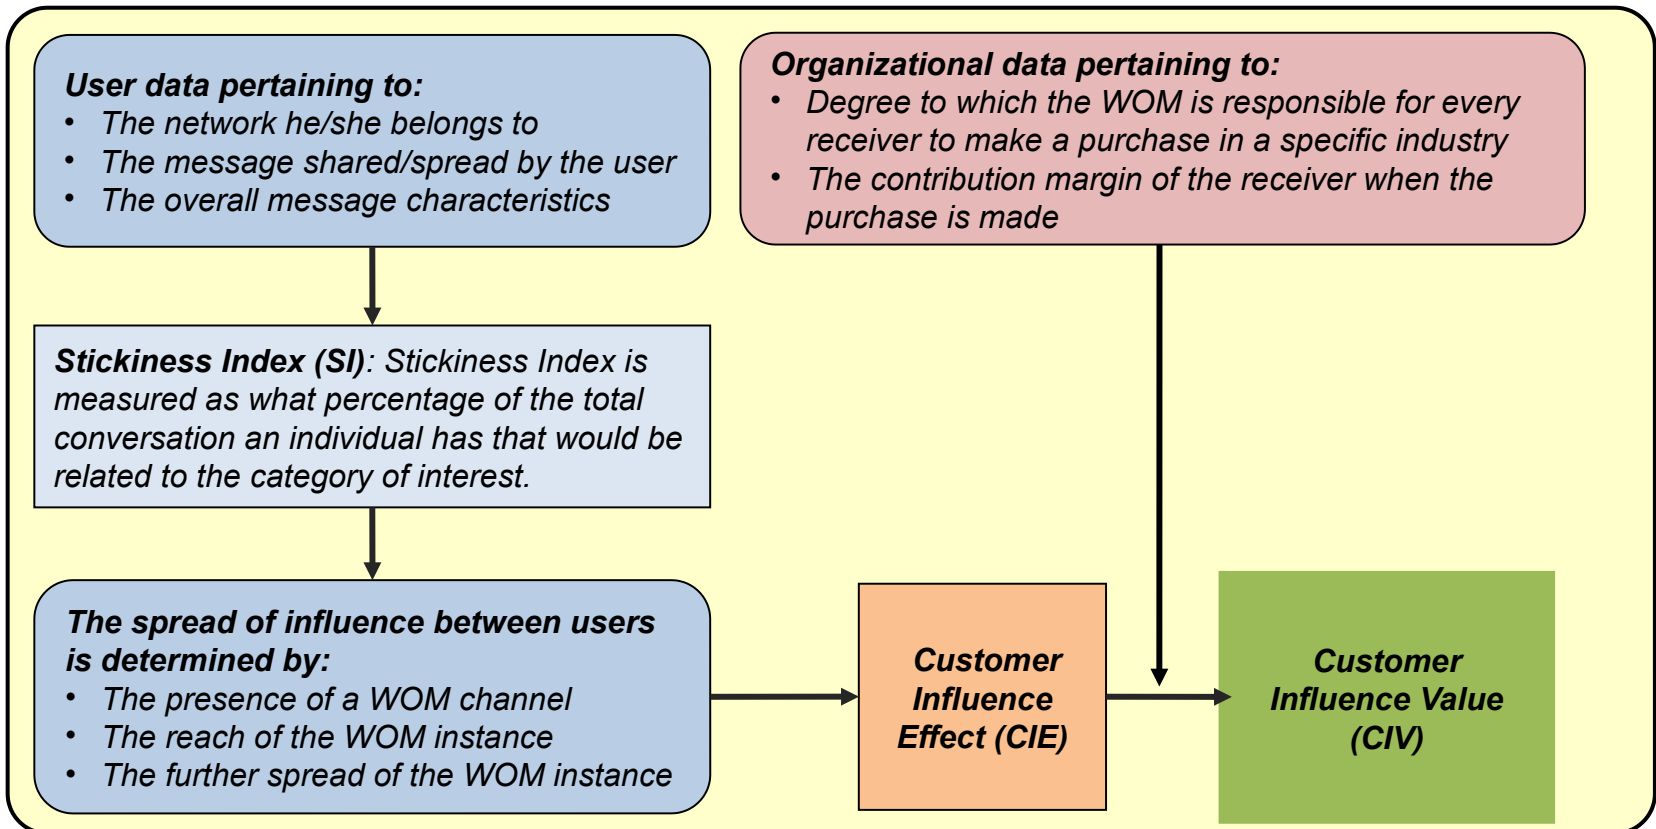 User data pertaining to:
• The network he/she belongs to
• The message shared/spread by the user
• The overall message characteristics
Organizational data pertaining to:
• Degree to which the WOM is responsible for every
receiver to make a purchase in a specific industry
• The contribution margin of the receiver when the
purchase is made
Stickiness Index (SI): Stickiness Index is
measured as what percentage of the total
conversation an individual has that would be
related to the category of interest.
The spread of influence between users
is determined by:
• The presence of a WOM channel
• The reach of the WOM instance
• The further spread of the WOM instance
Customer
Influence
Effect (CIE)
Customer
Influence Value
(CIV)